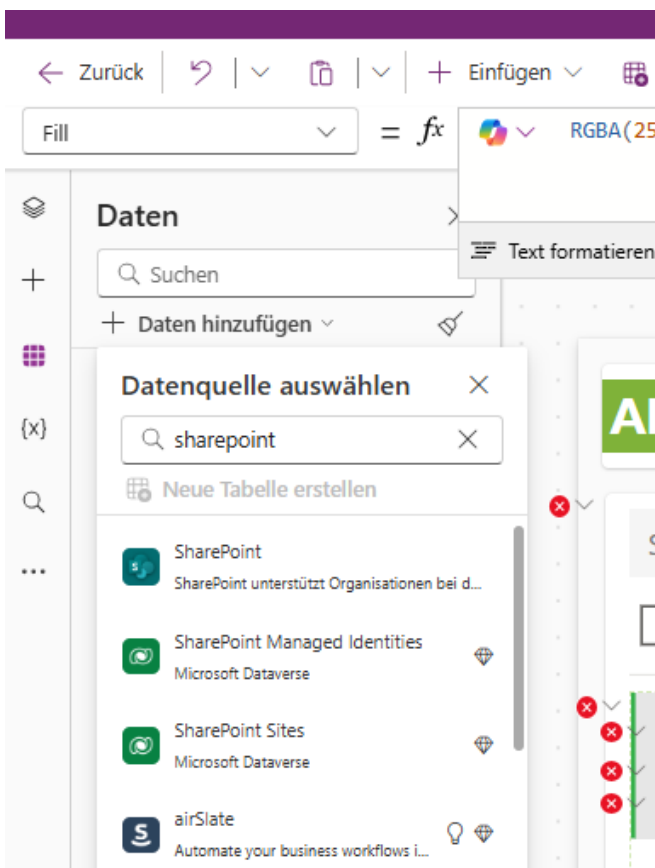 Zurück
Einfügen
Fill
= fx
RGBA(25
Daten
Text formatieren
Suchen
Daten hinzufügen
Datenquelle auswählen
{x}
sharepoint
Neue Tabelle erstellen
SharePoint
SharePoint unterstützt Organisationen bei d...
SharePoint Managed Identities
Microsoft Dataverse
SharePoint Sites
Microsoft Dataverse
airSlate
Automate your business workflows i...